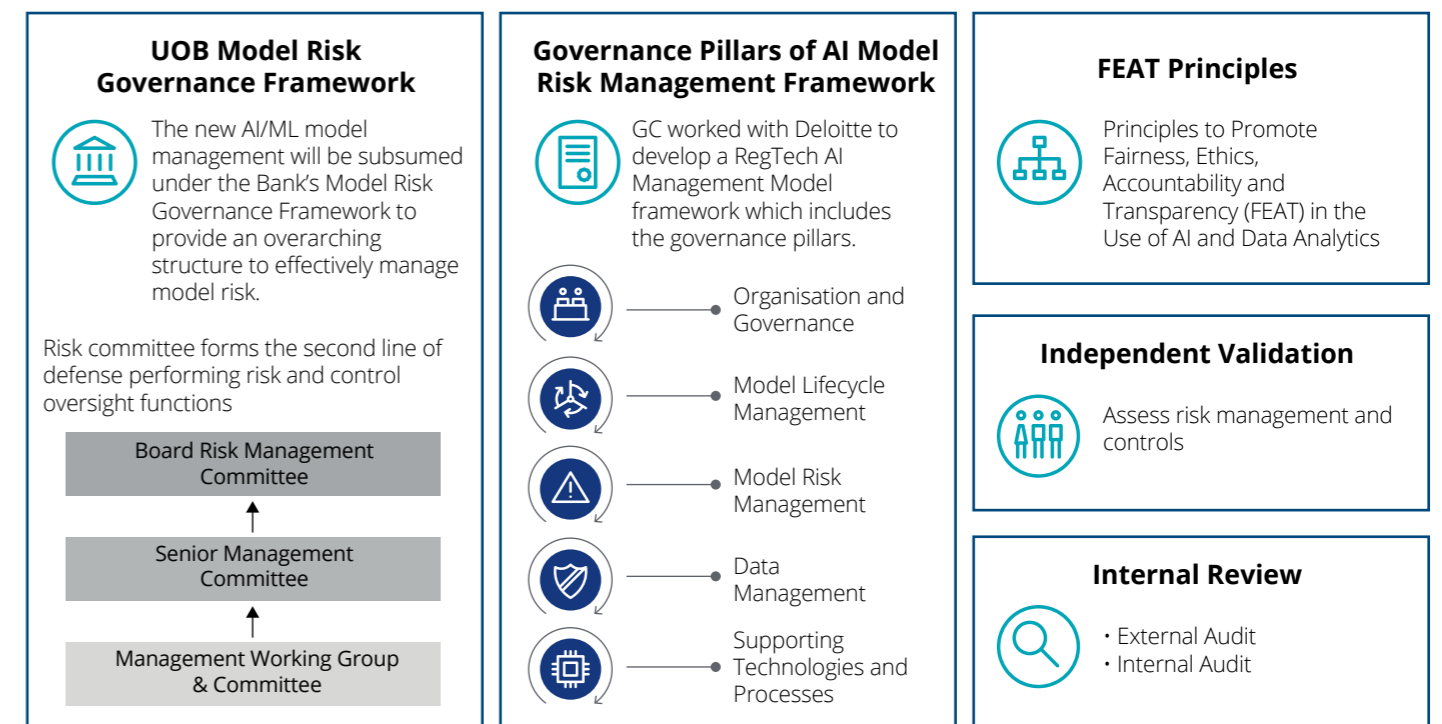 UOB Model Risk
Governance Framework
The new AI/ML model
management will be subsumed
under the Bank's Model Risk
Governance Framework to
provide an overarching
structure to effectively manage
model risk.
Risk committee forms the second line of
defense performing risk and control
oversight functions
Board Risk Management
Committee
Senior Management
Committee
Management Working Group
& Committee
Governance Pillars of AI Model
Risk Management Framework
GC worked with Deloitte to
develop a RegTech AI
Management Model
framework which includes
the governance pillars.
Organisation and
Governance
Model Lifecycle
Management
Model Risk
Management
Data
Management
Supporting
Technologies and
Processes
FEAT Principles
Principles to Promote
Fairness, Ethics,
Accountability and
Transparency (FEAT) in the
Use of AI and Data Analytics
Independent Validation
Assess risk management and
controls
Internal Review
• External Audit
• Internal Audit